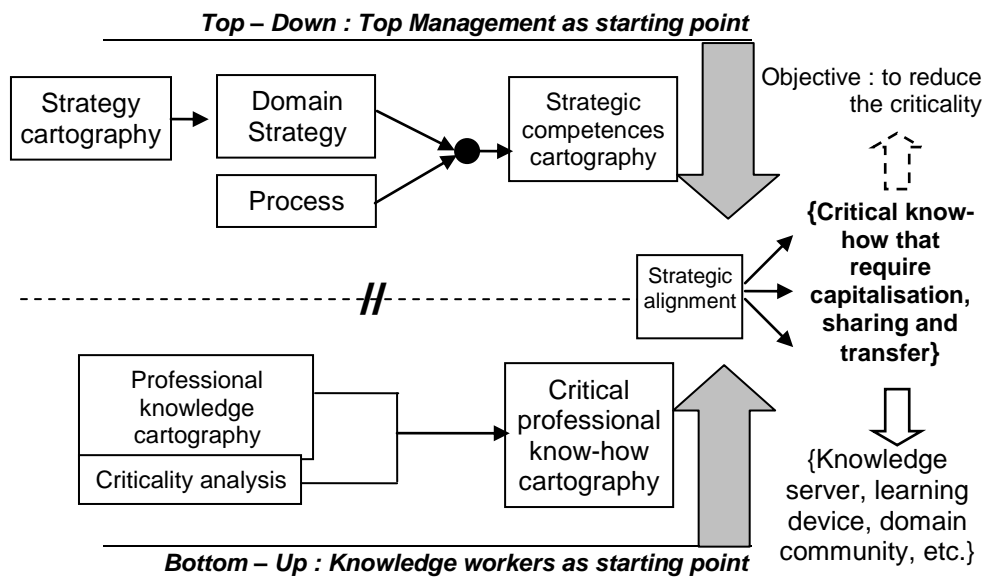 Top – Down : Top Management as starting point
Strategy
cartography
Domain
Strategy
Process
Strategic
competences
cartography
Objective : to reduce
the criticality
{Critical know-
how that
require
capitalisation,
sharing and
transfer}
Strategic
alignment
//
Professional
knowledge
cartography
Criticality analysis
Critical
professional
know-how
cartography
{Knowledge
server, learning
device, domain
community, etc.}
Bottom – Up : Knowledge workers as starting point